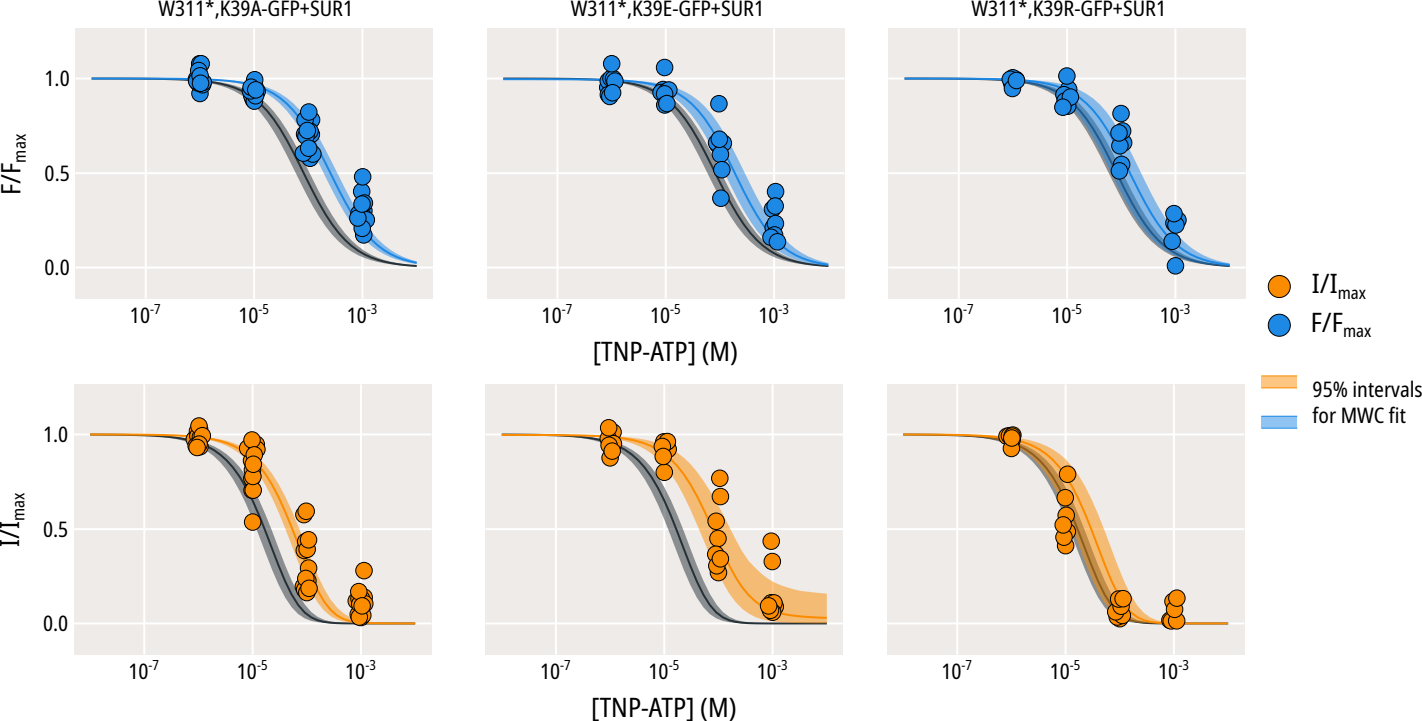 W311*,K39A-GFP+SUR1 W311*,K39E-GFP+SUR1 W311*,K39R-GFP+SUR1
F/Fmax
1.0
0.5
0.0
10-7 10-5 10-3 10-7 10-5 10-3 10-7 10-5 10-3
[TNP-ATP] (M)
I/Imax
F/Fmax
95% intervals
for MWC fit
I/Imax
1.0
0.5
0.0
10-7 10-5 10-3 10-7 10-5 10-3 10-7 10-5 10-3
[TNP-ATP] (M)